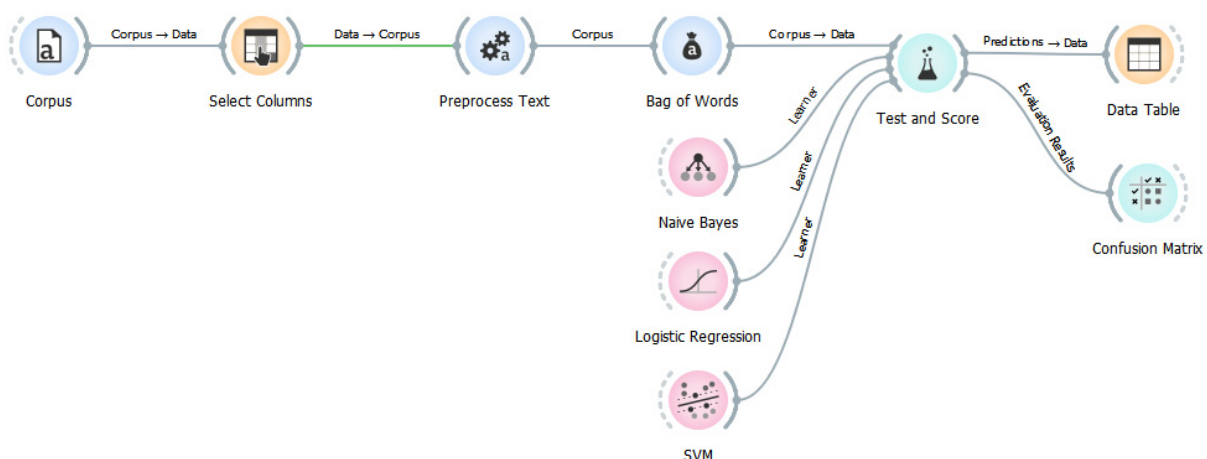 Corpus → Data
Data → Corpus
Corpus
Corpus → Data
Predictions → Data
Corpus
Select Columns
Preprocess Text
Bag of Words
Test and Score
Data Table
Learner
Evaluation Results
Naive Bayes
Learner
Confusion Matrix
Learner
Logistic Regression
SVM